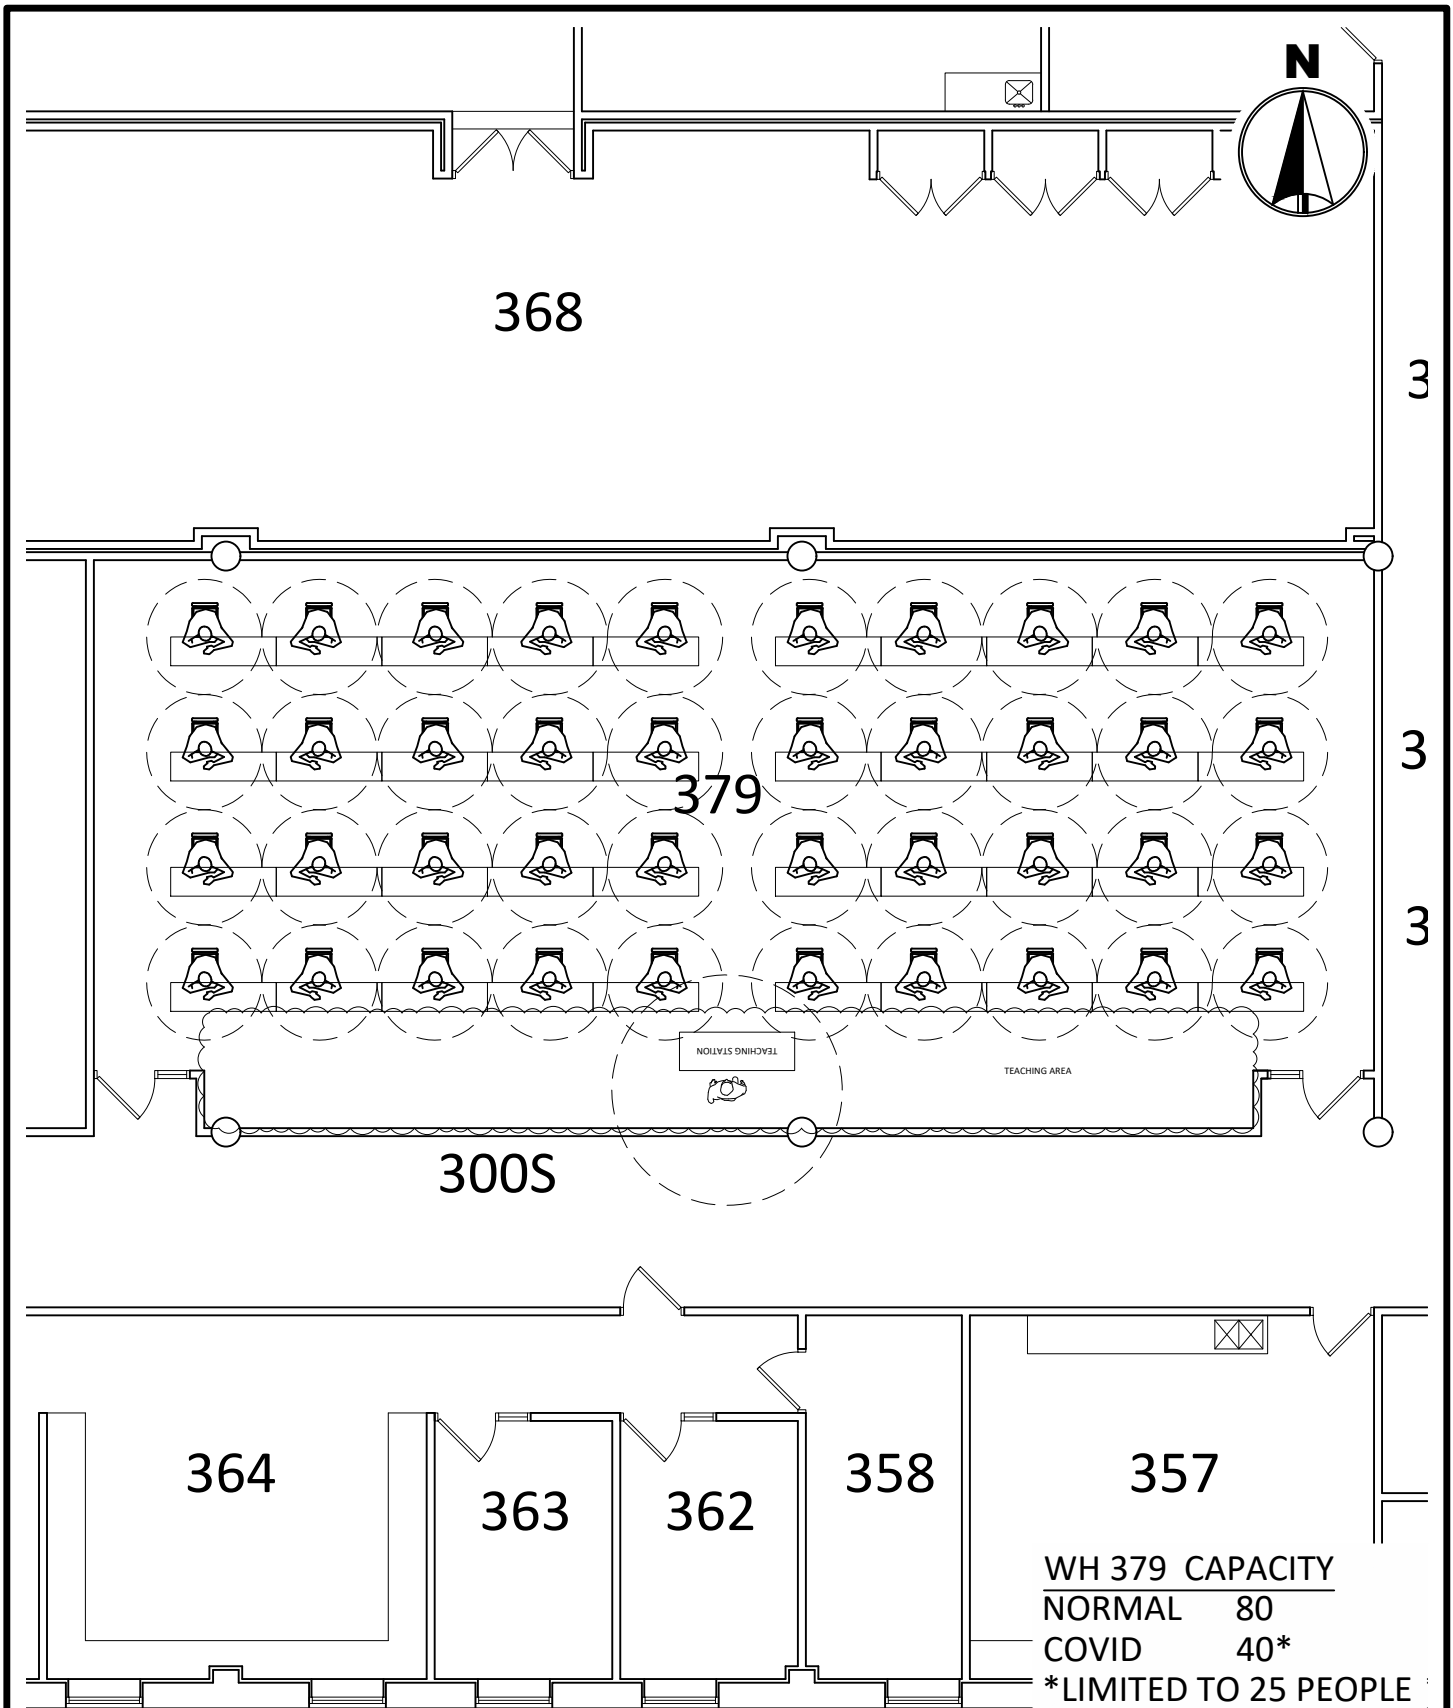 N
368
3
379
3
3
TEACHING STATION
TEACHING AREA
300S
364
363
362
358
357
WH 379 CAPACITY
NORMAL 80
COVID 40*
*LIMITED TO 25 PEOPLE